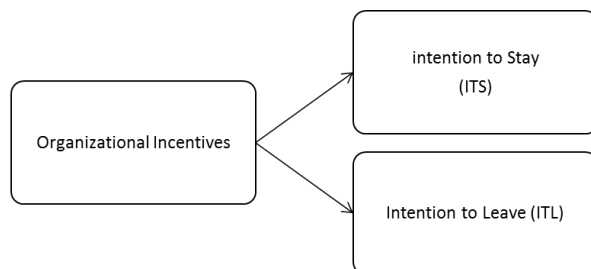 intention to Stay
(ITS)
Organizational Incentives
Intention to Leave (ITL)